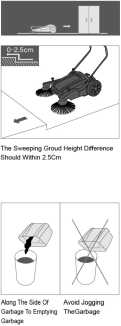 0-2.5cm
The Sweeping Groud Height Difference
Should Within 2.5Cm
Along The Side Of
Garbage To Emptying
Garbage
Avoid Jogging
TheGarbage